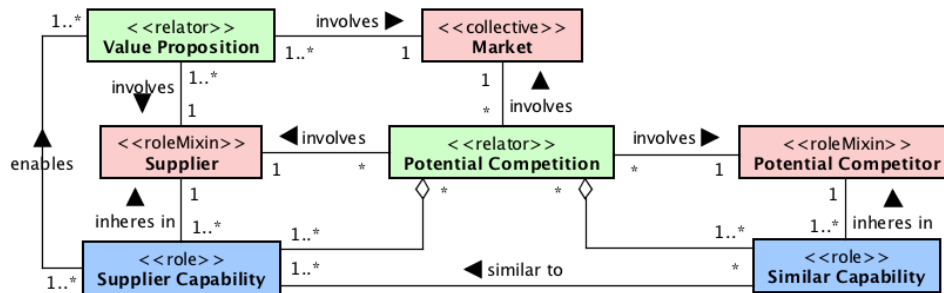 1..*
<<relator>>
Value Proposition
involves ▶
1..*
1
<<collective>>
Market
involves
1..*
1
1
*
involves
<<roleMixin>>
Supplier
involves
1
*
<<relator>>
Potential Competition
involves ▶
*
1
<<roleMixin>>
Potential Competitor
enables
inheres in
1
1..*
*
*
1
inheres in
1..*
1..*
1..*
<<role>>
Supplier Capability
1..*
1..*
◀ similar to
*
<<role>>
Similar Capability